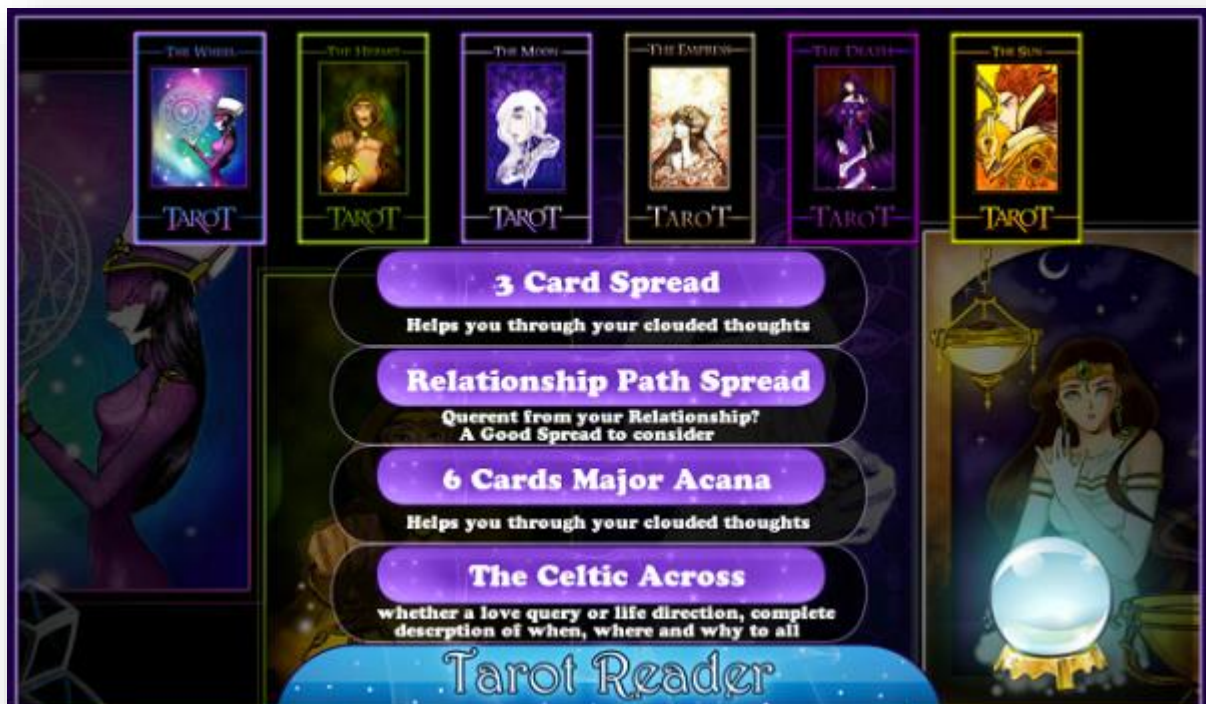 The Wheel
The Hermit
The Moon
The Empress
The Death
The Sun
TAROT
TAROT
TAROT
TAROT
TAROT
TAROT
3 Card Spread
Helps you through your clouded thoughts
Relationship Path Spread
Querent from your Relationship?
A Good Spread to consider
6 Cards Major Acana
Helps you through your clouded thoughts
The Celtic Across
whether a love query or life direction, complete
descrption of when, where and why to all
Tarot Reader